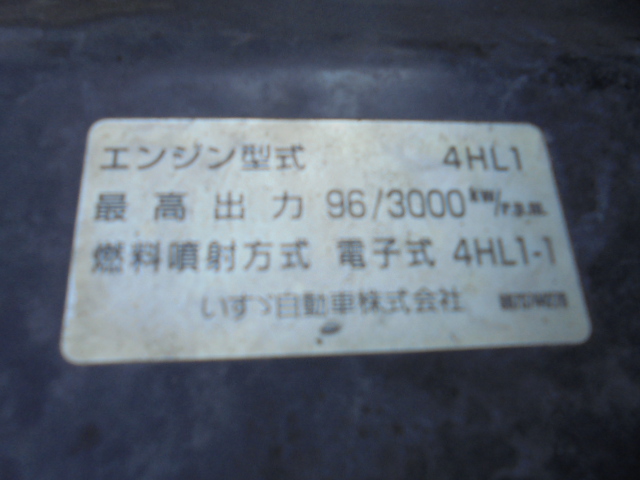 エンジン型式 4HL1
最高出力 96/3000 kW/r.p.m.
燃料噴射方式 電子式 4HL1-1
いすゞ自動車株式会社